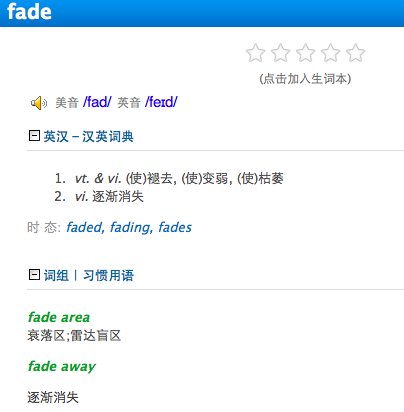 fade
(点击加入生词本)
美音 /fad/ 英音 /feɪd/
英汉 – 汉英词典
1. vt. & vi. (使)褪去, (使)变弱, (使)枯萎
2. vi. 逐渐消失
时 态: faded, fading, fades
词组 | 习惯用语
fade area
衰落区;雷达盲区
fade away
逐渐消失